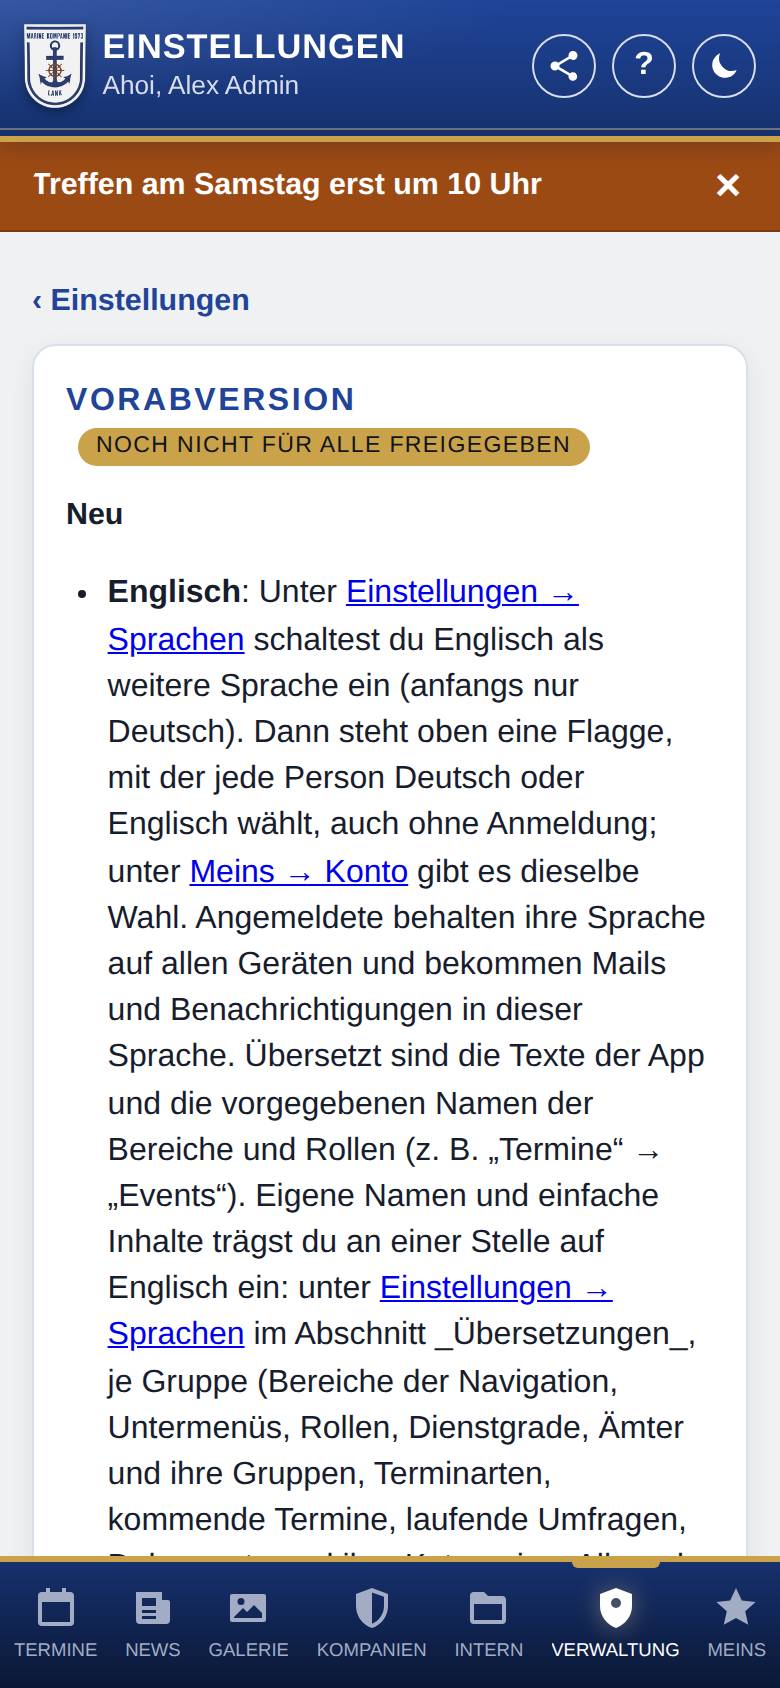 MARINE KOMPANIE 1973
LANK
EINSTELLUNGEN
Ahoi, Alex Admin
?
Treffen am Samstag erst um 10 Uhr
×
‹ Einstellungen
VORABVERSION
NOCH NICHT FÜR ALLE FREIGEGEBEN
Neu
• Englisch: Unter Einstellungen →
Sprachen schaltest du Englisch als
weitere Sprache ein (anfangs nur
Deutsch). Dann steht oben eine Flagge,
mit der jede Person Deutsch oder
Englisch wählt, auch ohne Anmeldung;
unter Meins → Konto gibt es dieselbe
Wahl. Angemeldete behalten ihre Sprache
auf allen Geräten und bekommen Mails
und Benachrichtigungen in dieser
Sprache. Übersetzt sind die Texte der App
und die vorgegebenen Namen der
Bereiche und Rollen (z. B. „Termine“ →
„Events“). Eigene Namen und einfache
Inhalte trägst du an einer Stelle auf
Englisch ein: unter Einstellungen →
Sprachen im Abschnitt _Übersetzungen_,
je Gruppe (Bereiche der Navigation,
Untermenüs, Rollen, Dienstgrade, Ämter
und ihre Gruppen, Terminarten,
kommende Termine, laufende Umfragen,
TERMINE NEWS GALERIE KOMPANIEN INTERN VERWALTUNG MEINS